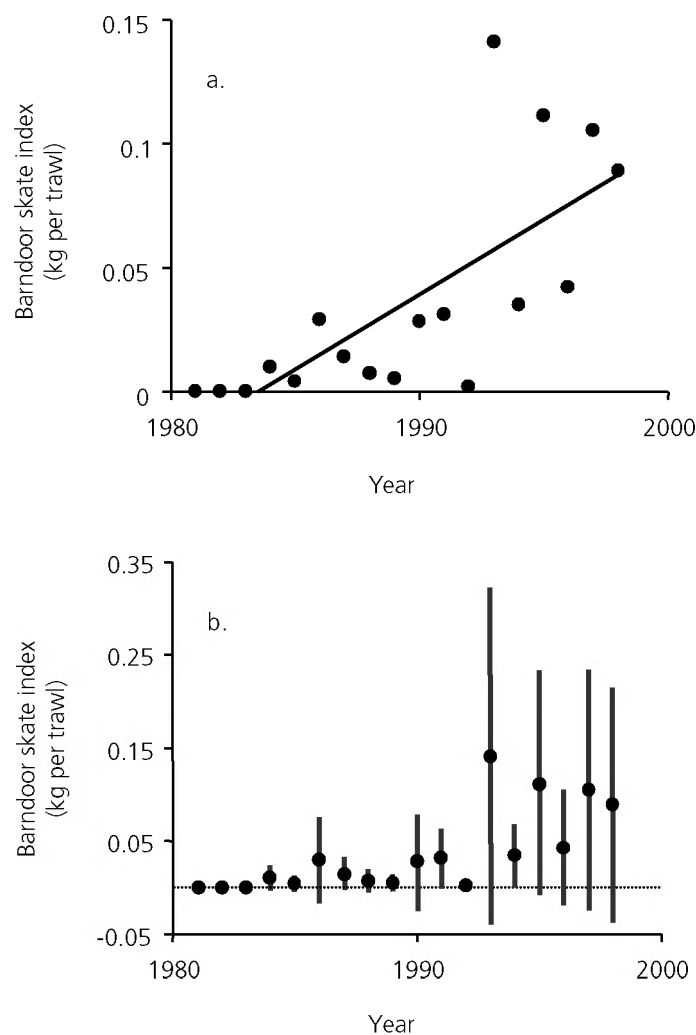 Barndoor skate index
(kg per trawl)
0.15
a.
0.1
0.05
0
1980
1990
2000
Year
Barndoor skate index
(kg per trawl)
0.35
b.
0.25
0.15
0.05
-0.05
1980
1990
2000
Year